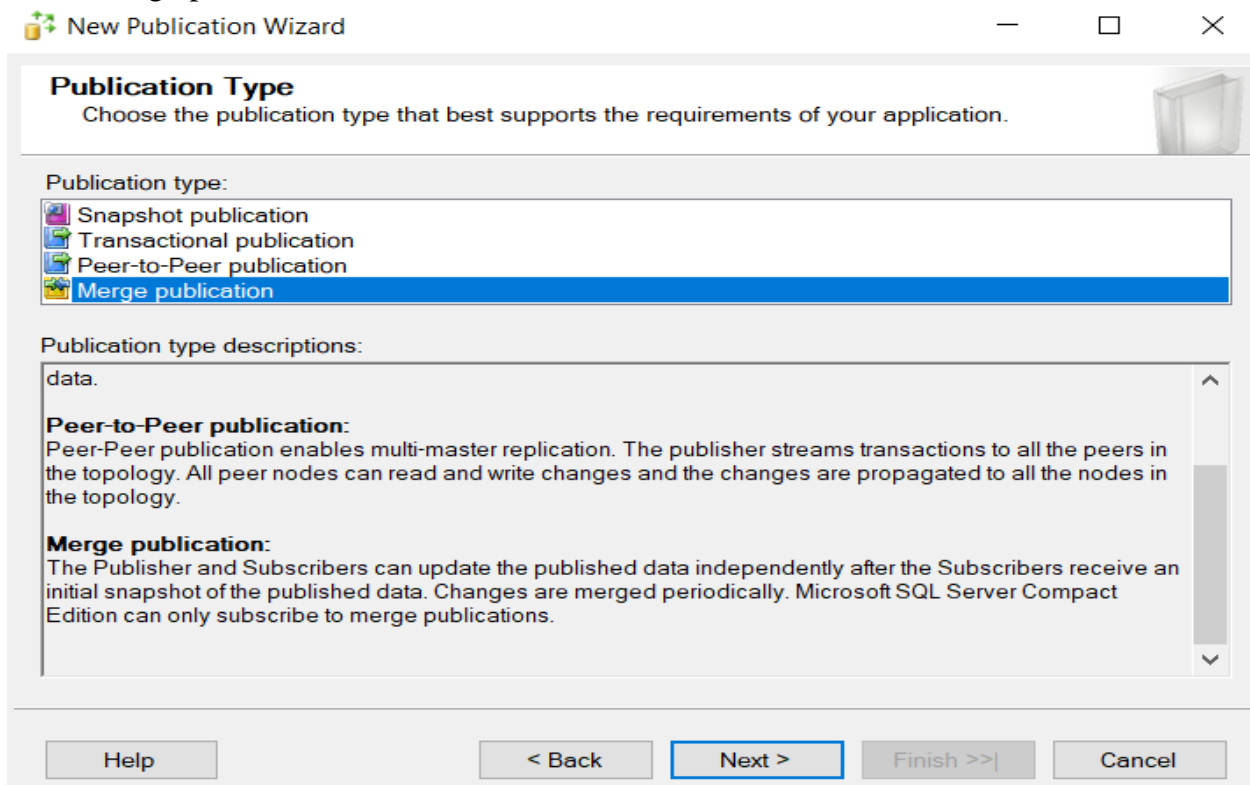 New Publication Wizard
Publication Type
Choose the publication type that best supports the requirements of your application.
Publication type:
Snapshot publication
Transactional publication
Peer-to-Peer publication
Merge publication
Publication type descriptions:
data.
Peer-to-Peer publication:
Peer-Peer publication enables multi-master replication. The publisher streams transactions to all the peers in
the topology. All peer nodes can read and write changes and the changes are propagated to all the nodes in
the topology.
Merge publication:
The Publisher and Subscribers can update the published data independently after the Subscribers receive an
initial snapshot of the published data. Changes are merged periodically. Microsoft SQL Server Compact
Edition can only subscribe to merge publications.
Help
< Back
Next >
Finish >>|
Cancel